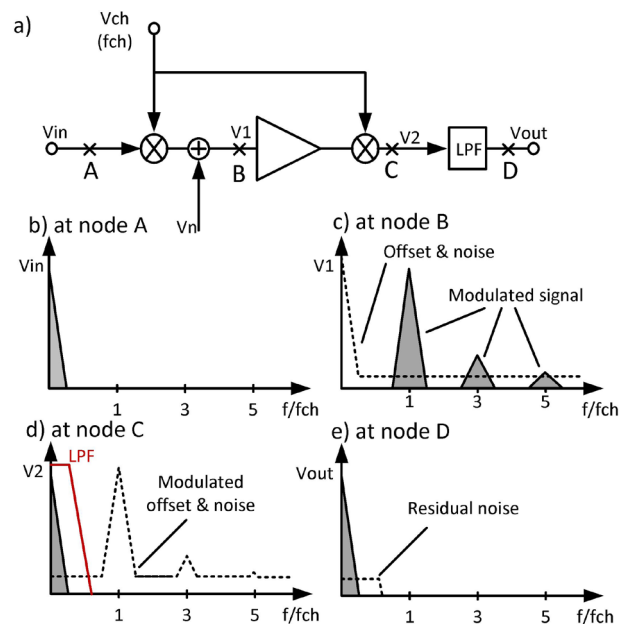 a)
Vch
(fch)
Vin
A
Vn
V1
B
C
V2
LPF
Vout
D
b) at node A
Vin
1
3
5
f/fch
c) at node B
V1
Offset & noise
Modulated signal
1
3
5
f/fch
d) at node C
V2
LPF
Modulated
offset & noise
1
3
5
f/fch
e) at node D
Vout
Residual noise
1
3
5
f/fch